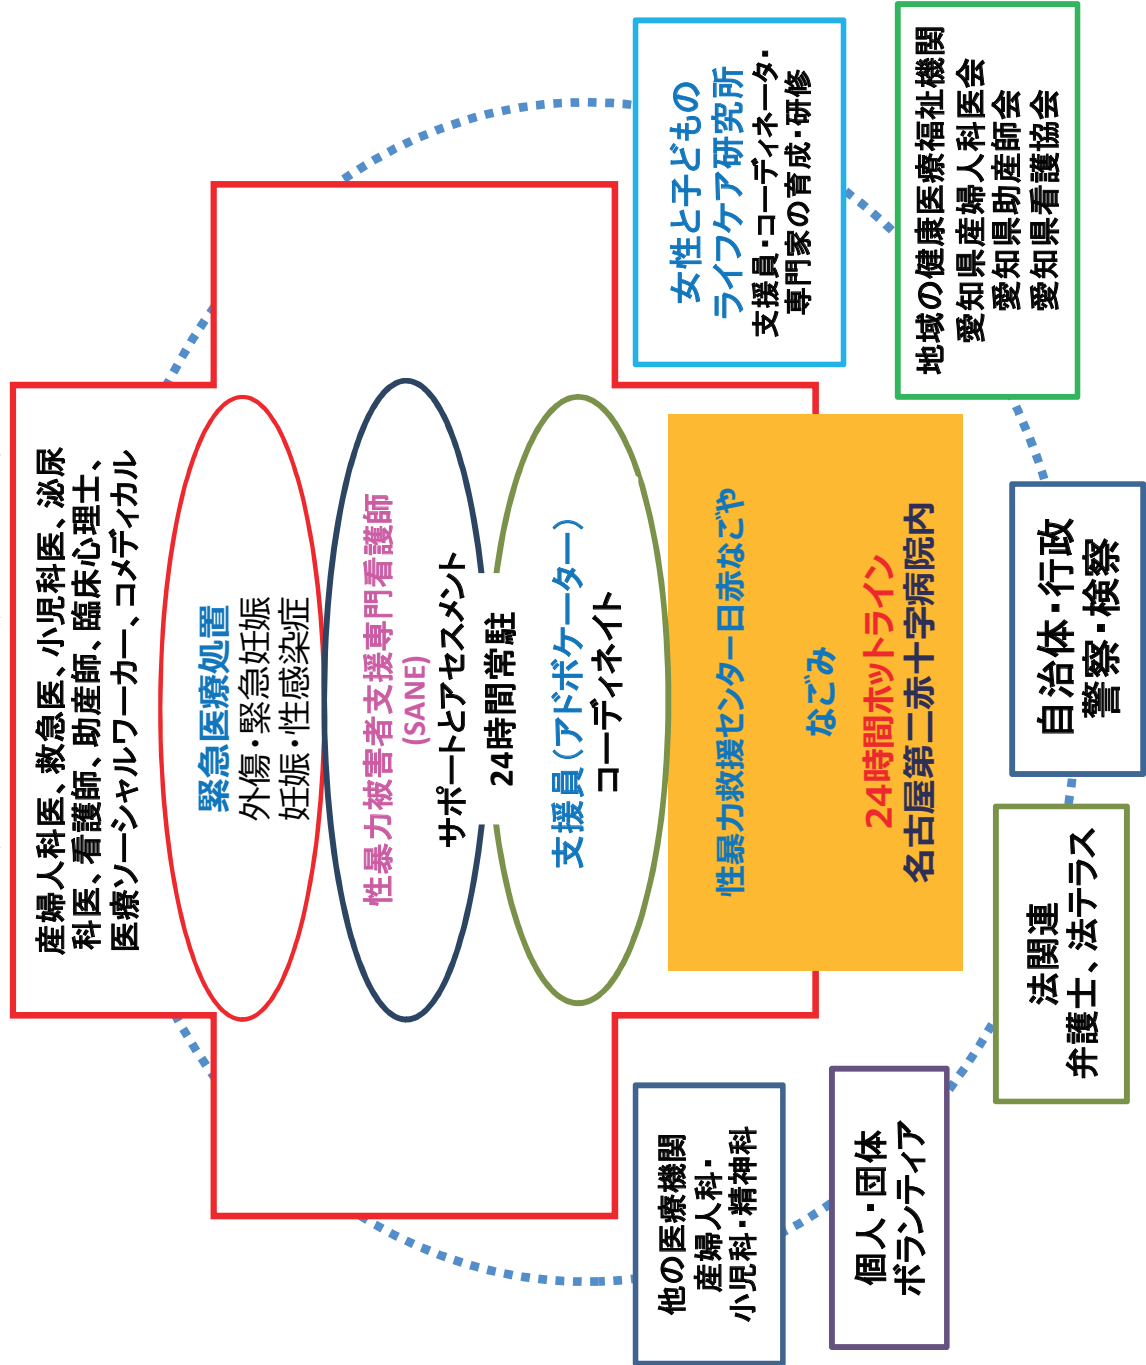 産婦人科医、救急医、小児科医、泌尿
科医、看護師、助産師、臨床心理士、
医療ソーシャルワーカー、コメディカル
緊急医療処置
外傷・緊急妊娠
妊娠・性感染症
性暴力被害者支援専門看護師
(SANE)
サポートとアセスメント
24時間常駐
支援員(アドボケーター)
コーディネイト
性暴力救援センター日赤なごや
なごみ
24時間ホットライン
名古屋第二赤十字病院内
他の医療機関
産婦人科・
小児科・精神科
個人・団体
ボランティア
法関連
弁護士、法テラス
自治体・行政
警察・検察
地域の健康医療福祉機関
愛知県産婦人科医会
愛知県助産師会
愛知県看護協会
女性と子どもの
ライフケア研究所
支援員・コーディネータ・
専門家の育成・研修